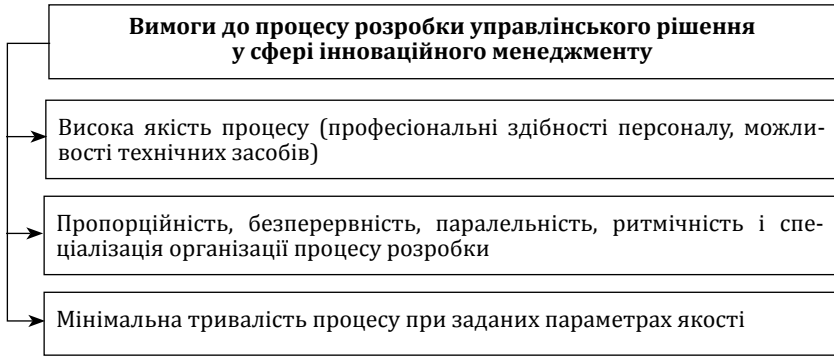 Вимоги до процесу розробки управлінського рішення
у сфері інноваційного менеджменту
Висока якість процесу (професіональні здібності персоналу, можли-
вості технічних засобів)
Пропорційність, безперервність, паралельність, ритмічність і спе-
ціалізація організації процесу розробки
Мінімальна тривалість процесу при заданих параметрах якості